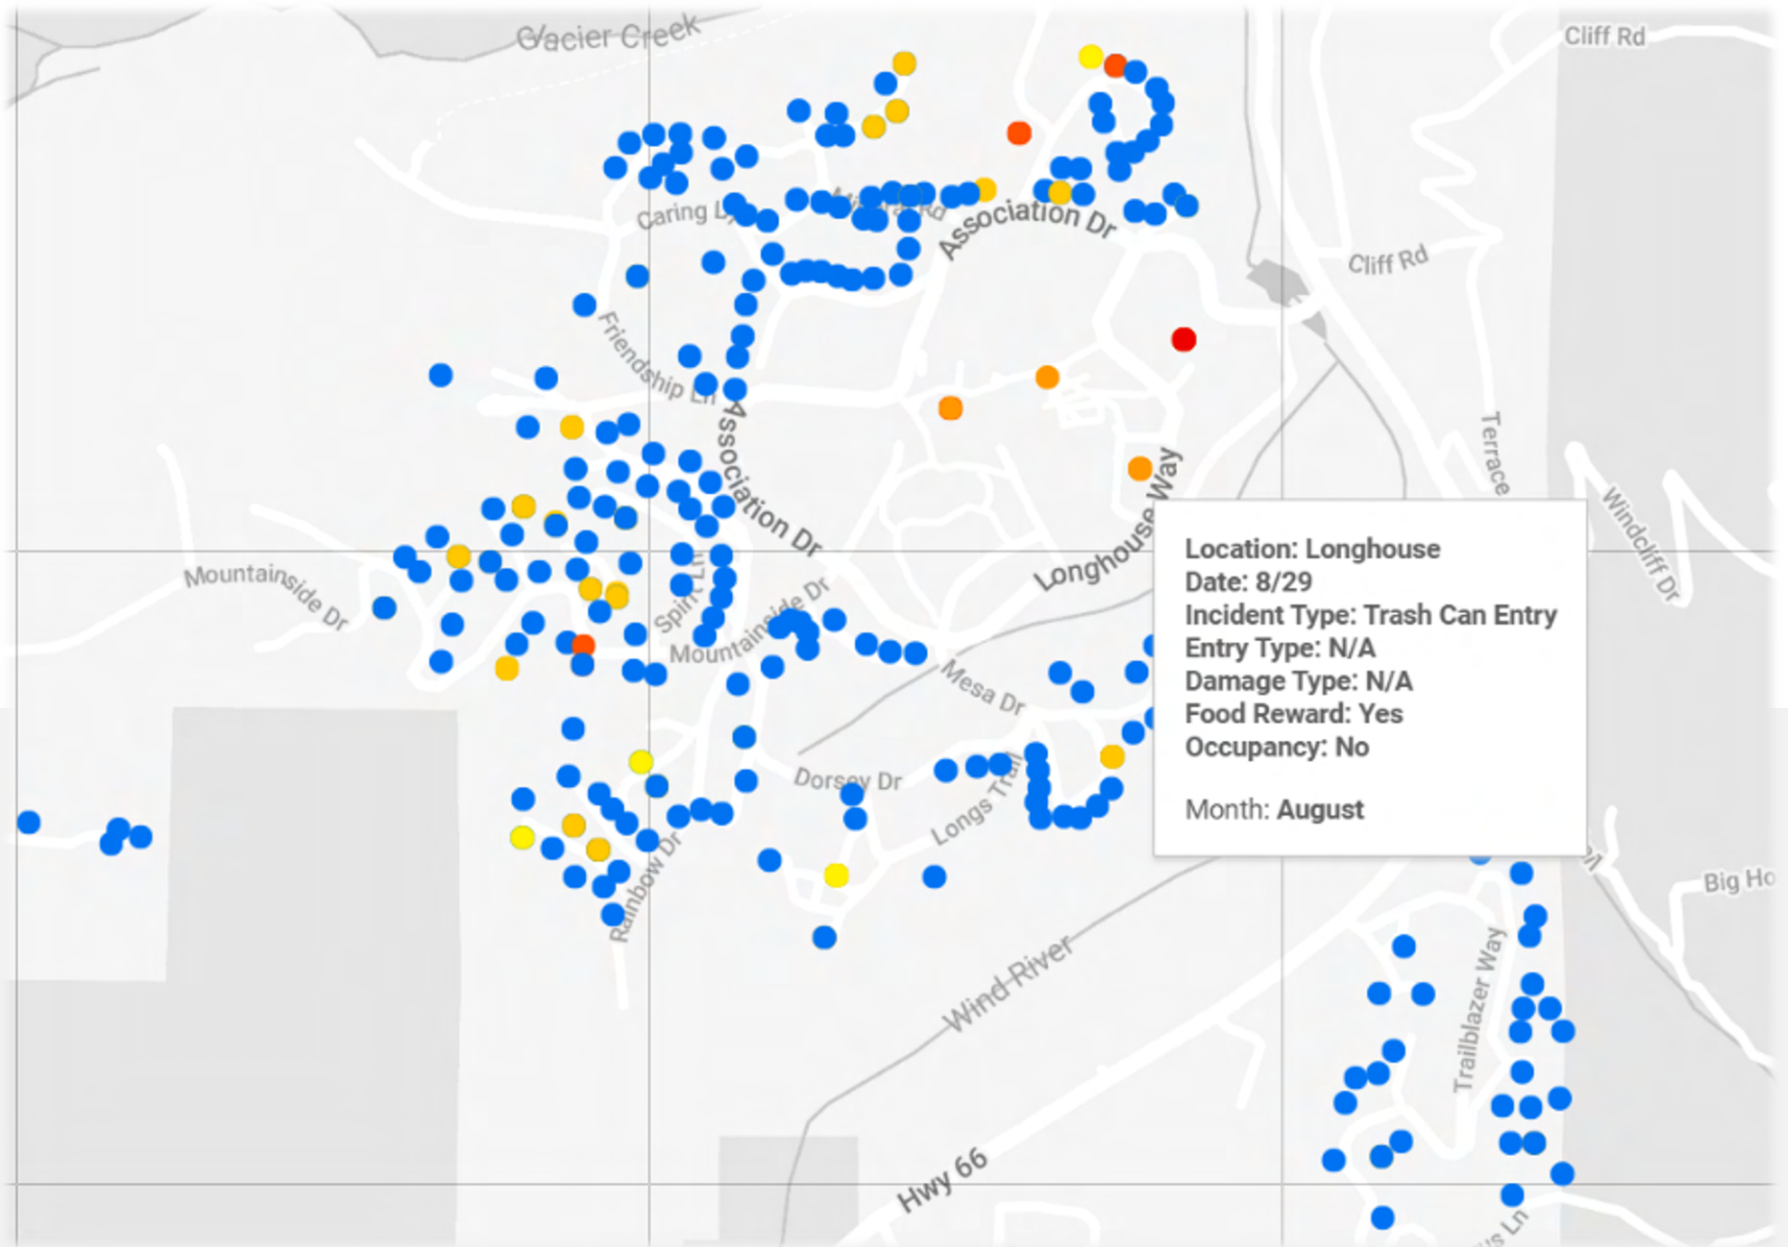 Glacier Creek
Cliff Rd
Caring
Rd
Association Dr
Cliff Rd
Friendship Ln
Association Dr
Terrace
Longhouse Way
Windcliff Dr
Location: Longhouse
Date: 8/29
Incident Type: Trash Can Entry
Entry Type: N/A
Damage Type: N/A
Food Reward: Yes
Occupancy: No
Month: August
Mountainside Dr
Spirit Ln
Mountainside Dr
Mesa Dr
Dorsey Dr
Longs Trail
Rainbow Dr
Big Ho
Wind River
Trailblazer Way
Hwy 66
us Ln